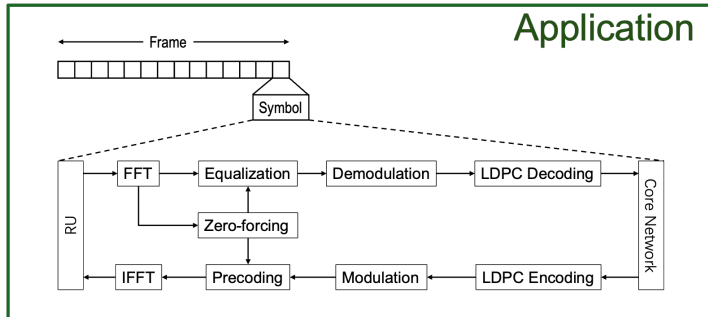 Application
Frame
Symbol
RU
FFT
Equalization
Demodulation
LDPC Decoding
Core Network
Zero-forcing
IFFT
Precoding
Modulation
LDPC Encoding